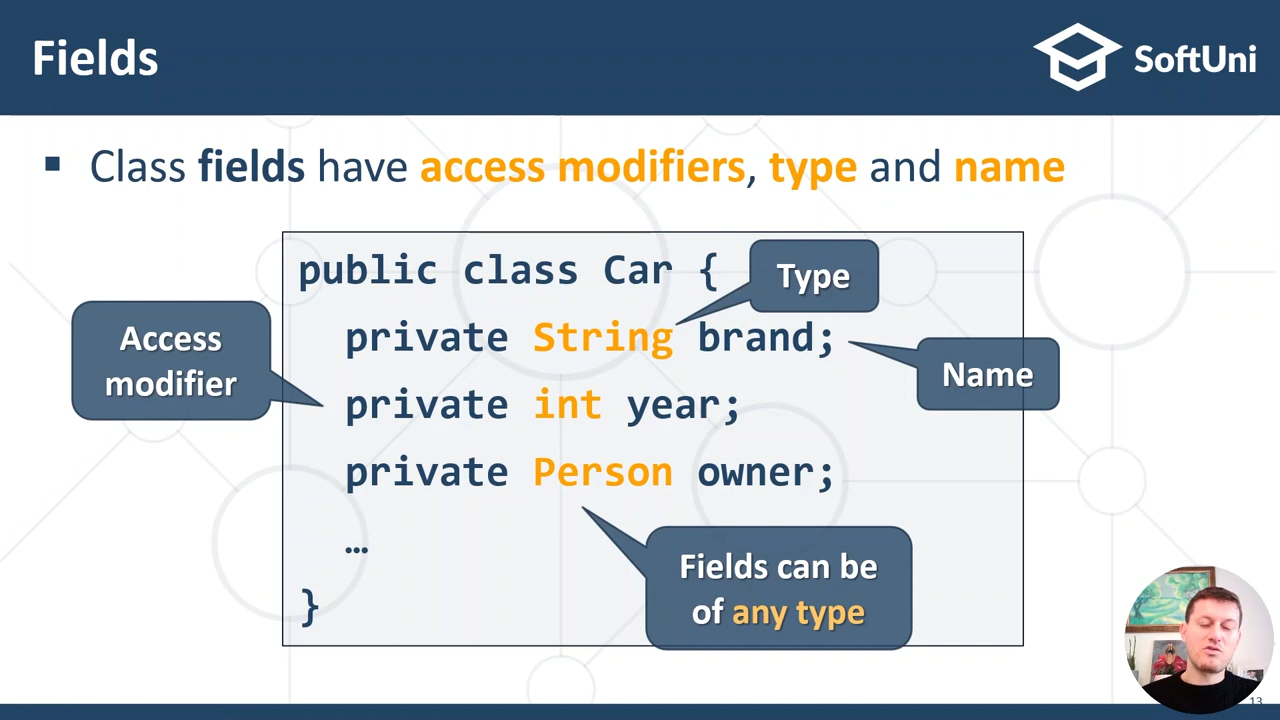 Fields
SoftUni
▪ Class fields have access modifiers, type and name
public class Car {
Type
Access
modifier
private String brand;
Name
private int year;
private Person owner;
…
Fields can be
of any type
}
13